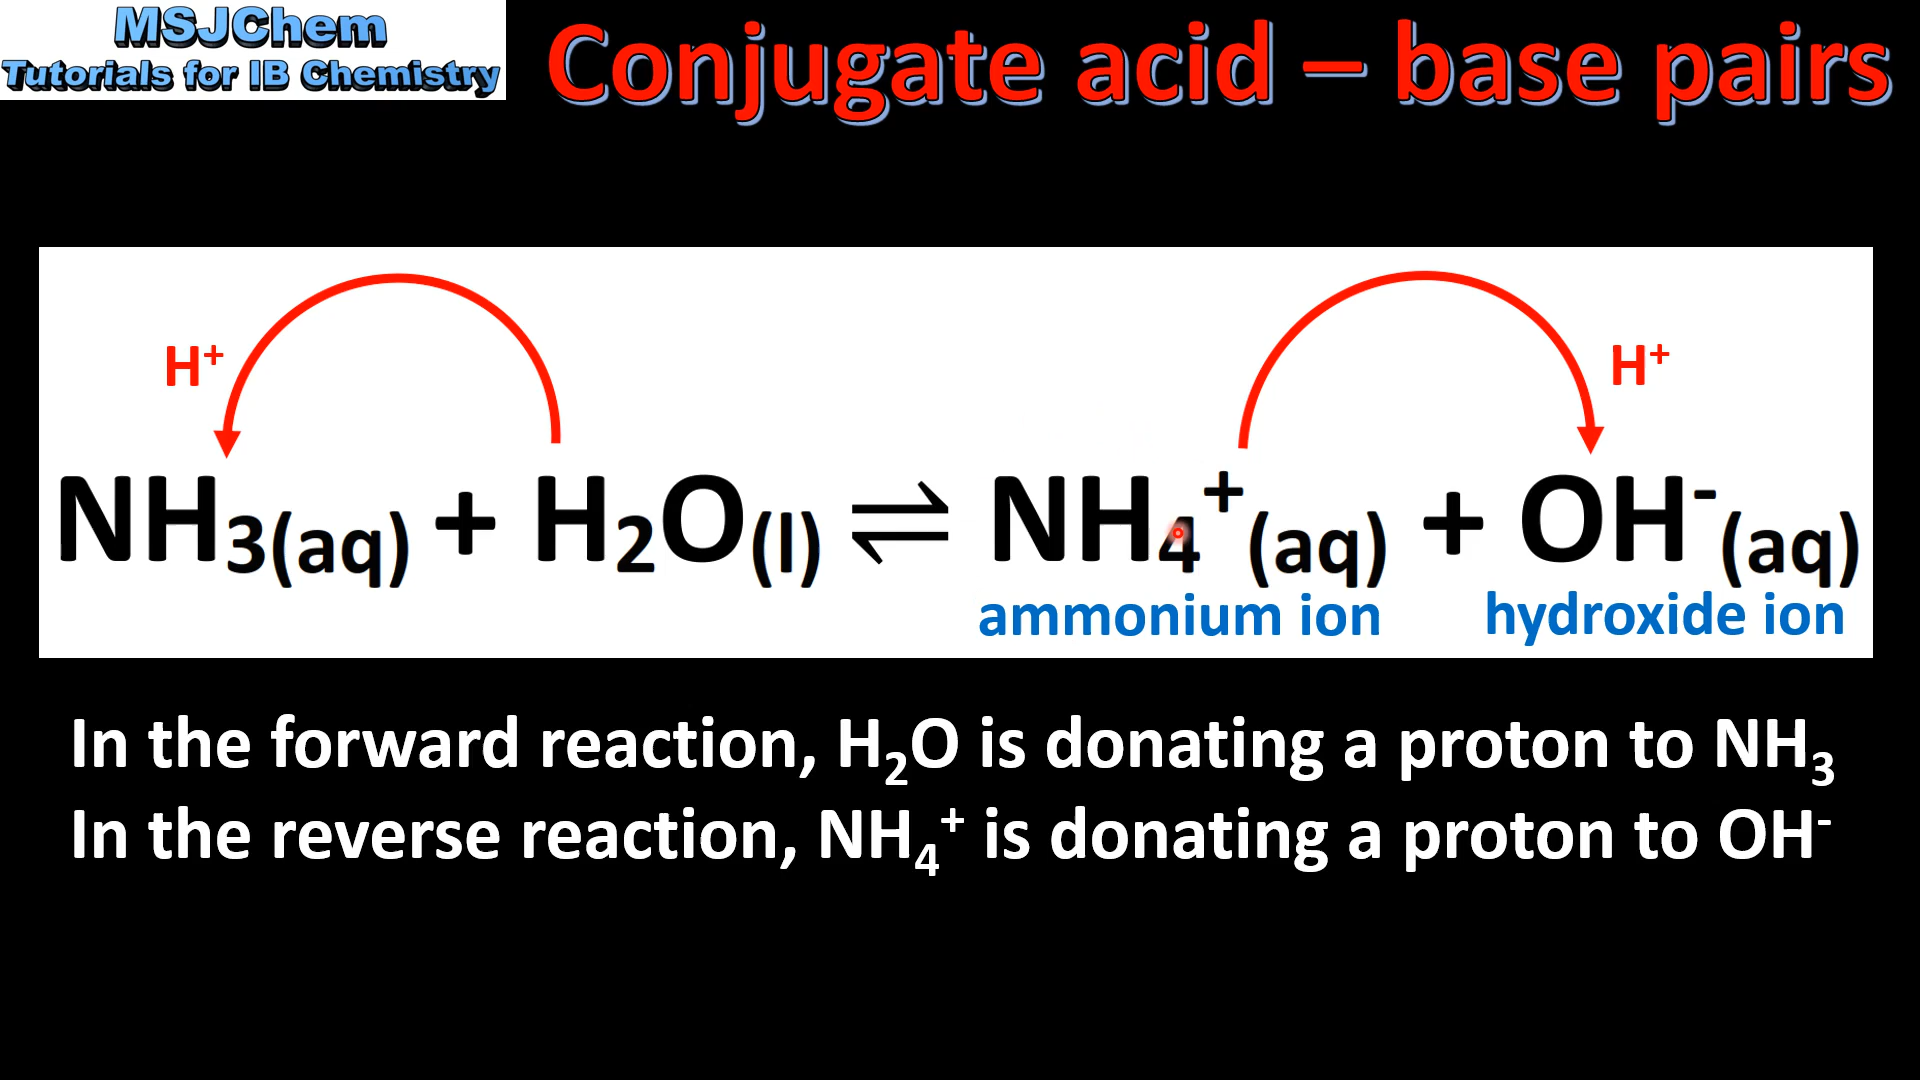 MSJChem
Tutorials for IB Chemistry
Conjugate acid – base pairs
H⁺ H⁺
NH₃(aq) + H₂O(l) ⇌ NH₄⁺(aq) + OH⁻(aq)
ammonium ion hydroxide ion
In the forward reaction, H₂O is donating a proton to NH₃
In the reverse reaction, NH₄⁺ is donating a proton to OH⁻